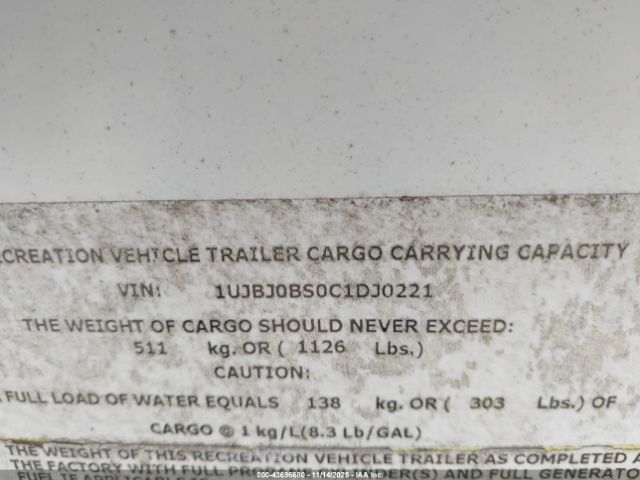 CREATION VEHICLE TRAILER CARGO CARRYING CAPACITY
VIN: 1UJBJ0BS0C1DJ0221
THE WEIGHT OF CARGO SHOULD NEVER EXCEED:
511 kg. OR ( 1126 Lbs.)
CAUTION:
FULL LOAD OF WATER EQUALS 138 kg. OR ( 303 Lbs.) OF
CARGO @ 1 kg/L(8.3 Lb/GAL)
THE WEIGHT OF THIS RECREATION VEHICLE TRAILER AS COMPLETED A
THE FACTORY WITH FULL PRO ER(S) AND FULL GENERATO
000-43696680 - 11/14/2025 - IAA Inc.